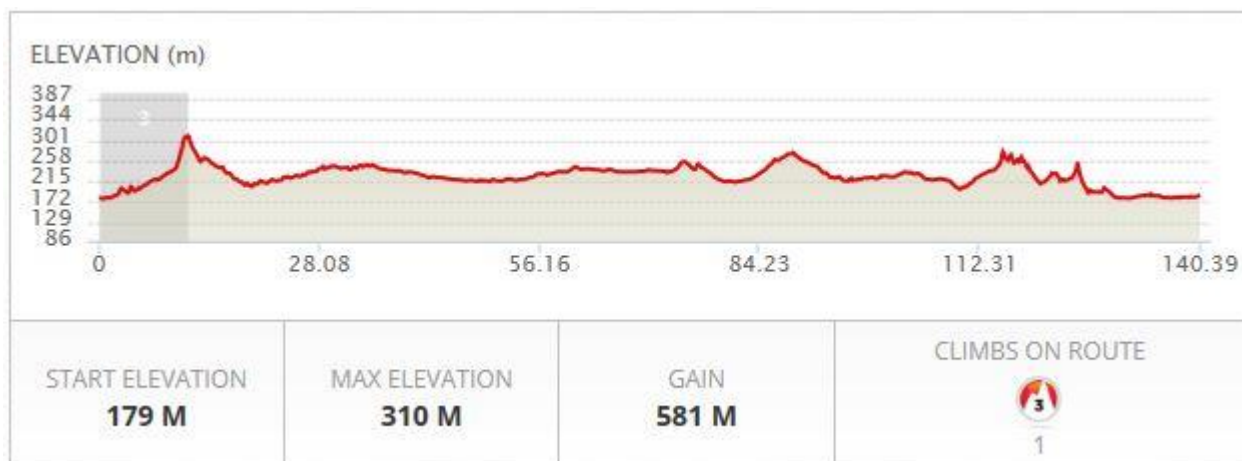 ELEVATION (m)
387
344
301
258
215
172
129
86
3
0 28.08 56.16 84.23 112.31 140.39
START ELEVATION
179 M
MAX ELEVATION
310 M
GAIN
581 M
CLIMBS ON ROUTE
3
1